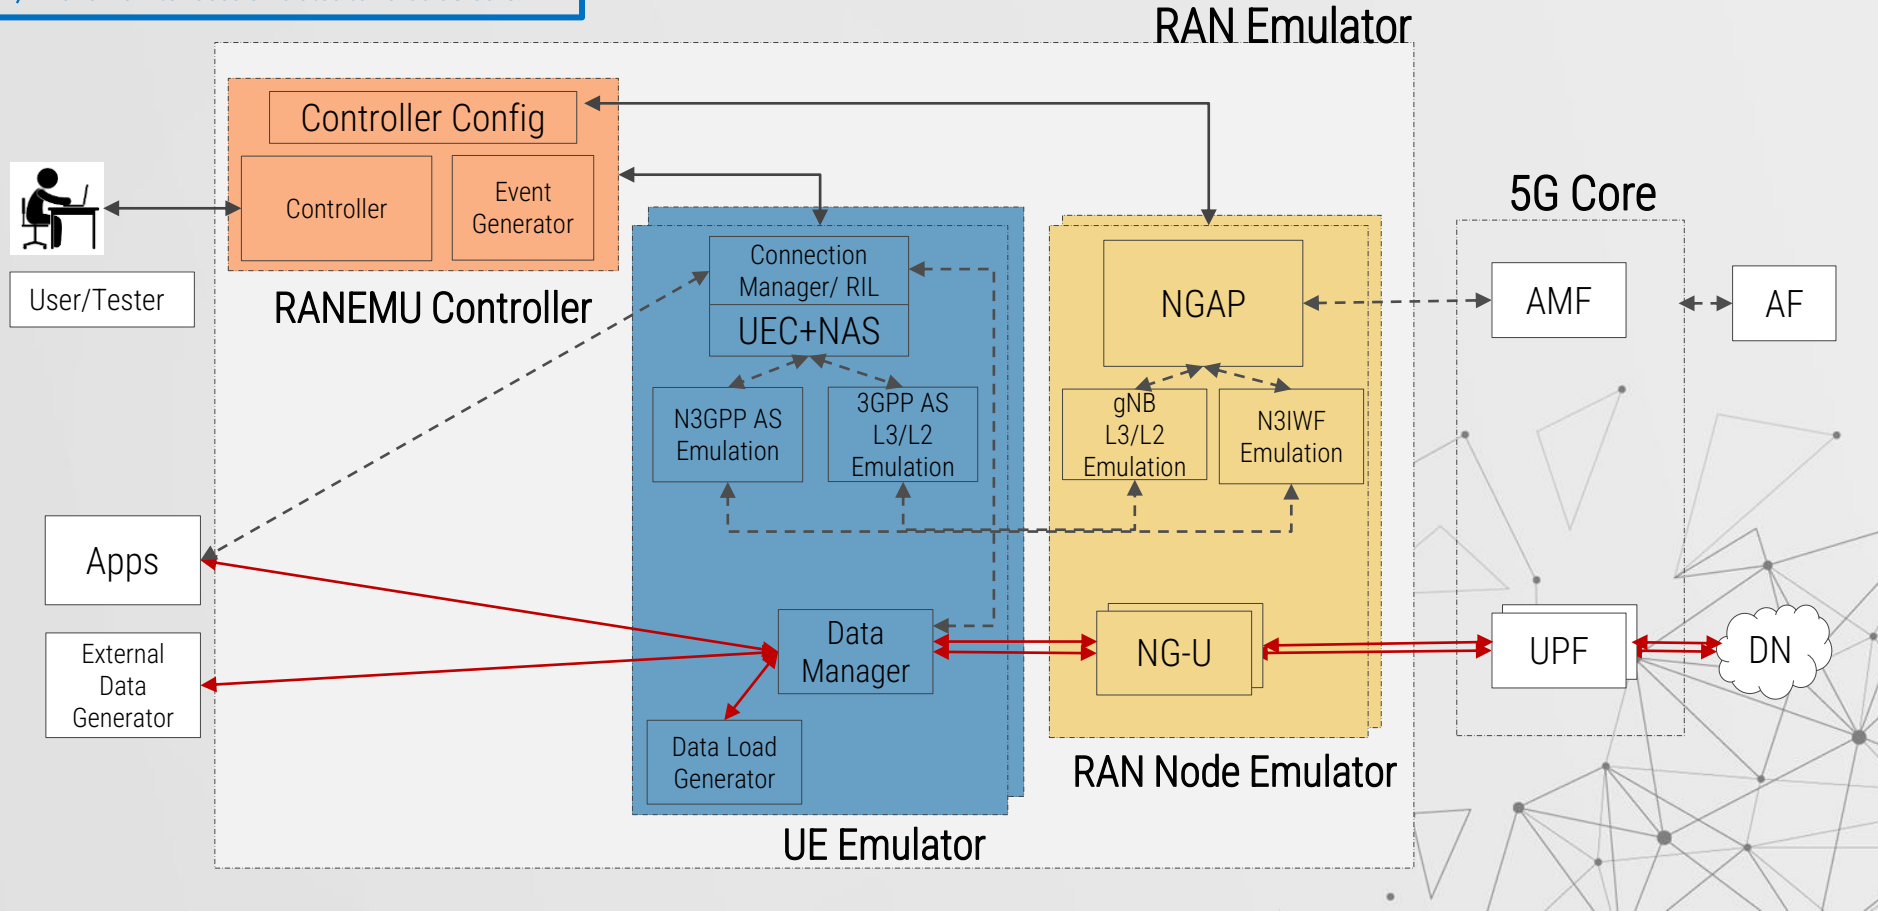 RAN Emulator
Controller Config
Controller
Event
Generator
User/Tester
RANEMU Controller
Connection
Manager/ RIL
UEC+NAS
N3GPP AS
Emulation
3GPP AS
L3/L2
Emulation
NGAP
gNB
L3/L2
Emulation
N3IWF
Emulation
5G Core
AMF
AF
Apps
External
Data
Generator
Data
Manager
Data Load
Generator
NG-U
UPF
DN
RAN Node Emulator
UE Emulator